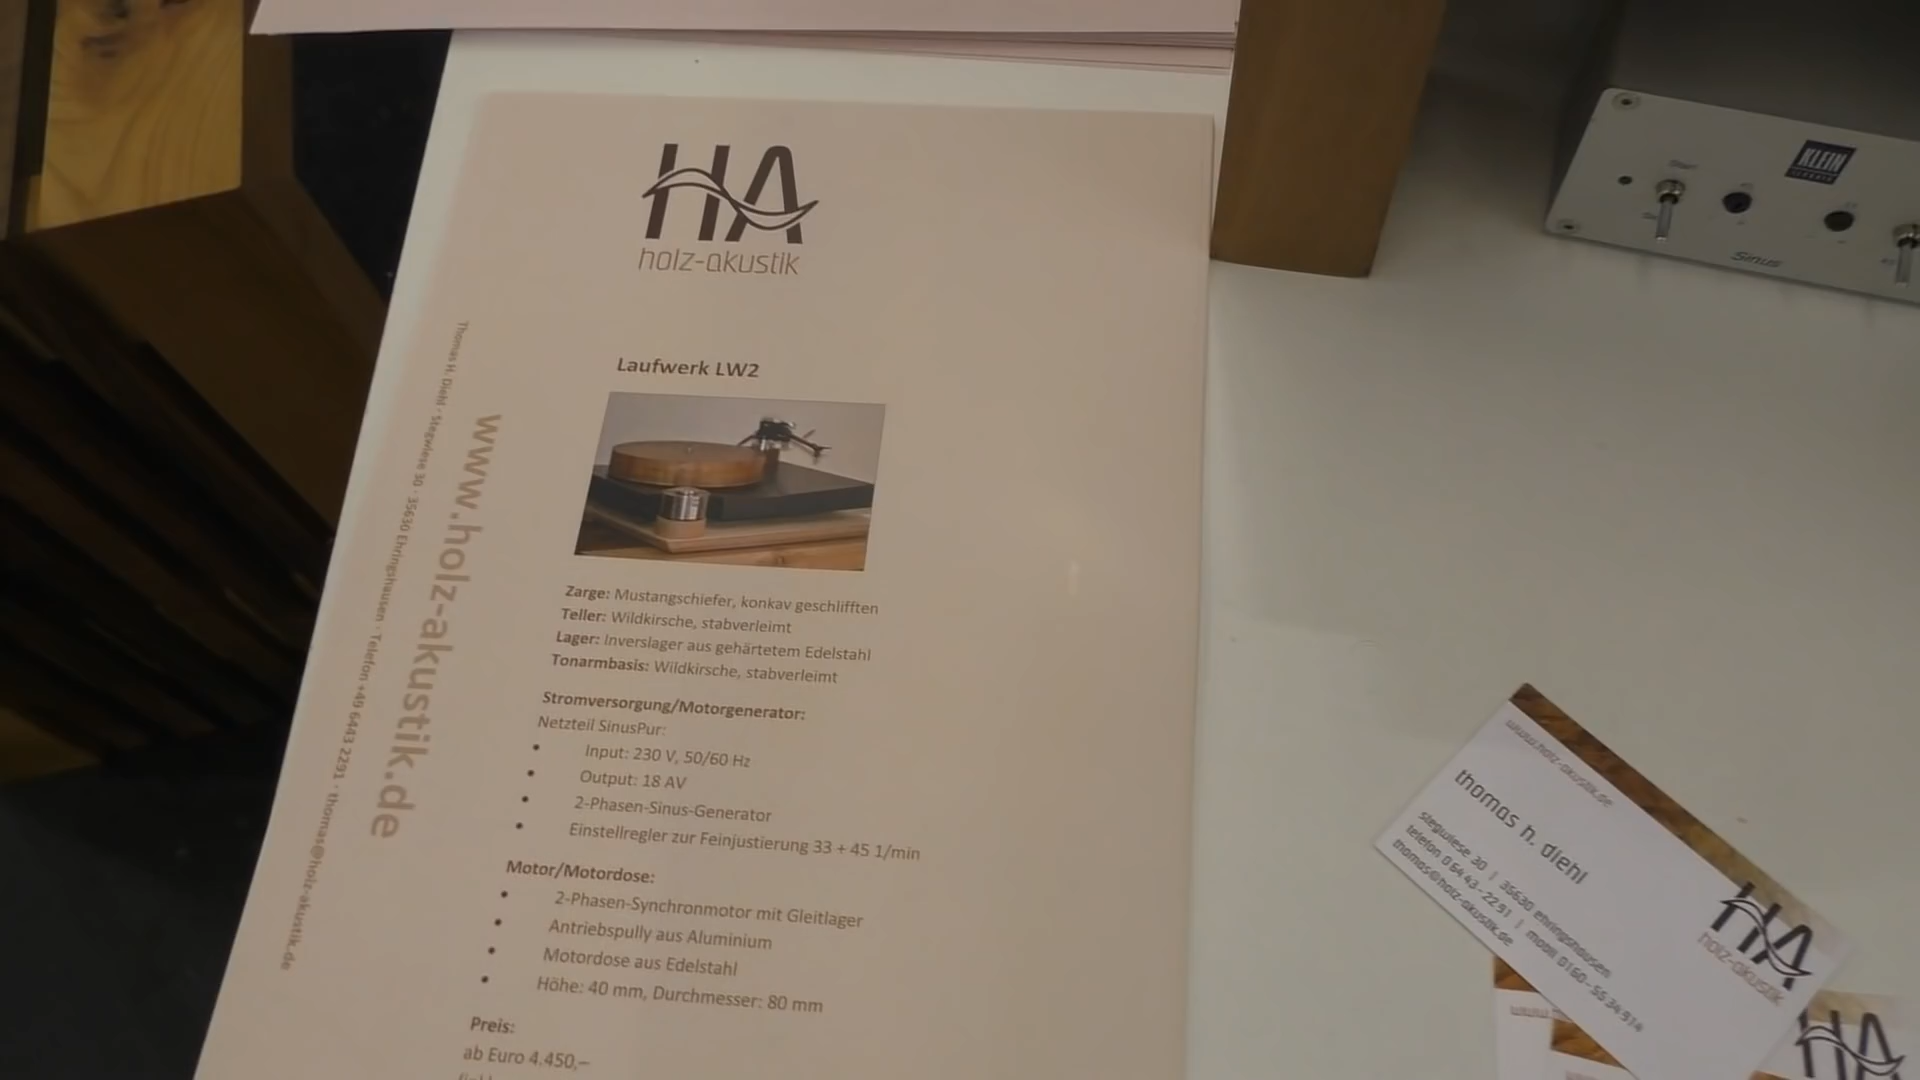 HA
holz-akustik
Laufwerk LW2
Zarge: Mustangschiefer, konkav geschlifften
Teller: Wildkirsche, stabverleimt
Lager: Inverslager aus gehärtetem Edelstahl
Tonarmbasis: Wildkirsche, stabverleimt
Stromversorgung/Motorgenerator:
Netzteil SinusPur:
• Input: 230 V, 50/60 Hz
• Output: 18 AV
• 2-Phasen-Sinus-Generator
• Einstellregler zur Feinjustierung 33 + 45 1/min
Motor/Motordose:
• 2-Phasen-Synchronmotor mit Gleitlager
• Antriebspully aus Aluminium
• Motordose aus Edelstahl
• Höhe: 40 mm, Durchmesser: 80 mm
Preis:
ab Euro 4.450,–
www.holz-akustik.de
Thomas H. Diehl · Stegwiese 30 · 35630 Ehringshausen · Telefon +49 6443 2291 · thomas@holz-akustik.de
KLEIN
Start
Sinus
www.holz-akustik.de
thomas h. diehl
stegwiese 30 | 35630 ehringshausen
telefon 06443-2291 | mobil 0160-5534914
thomas@holz-akustik.de
HA
holz-akustik
HA